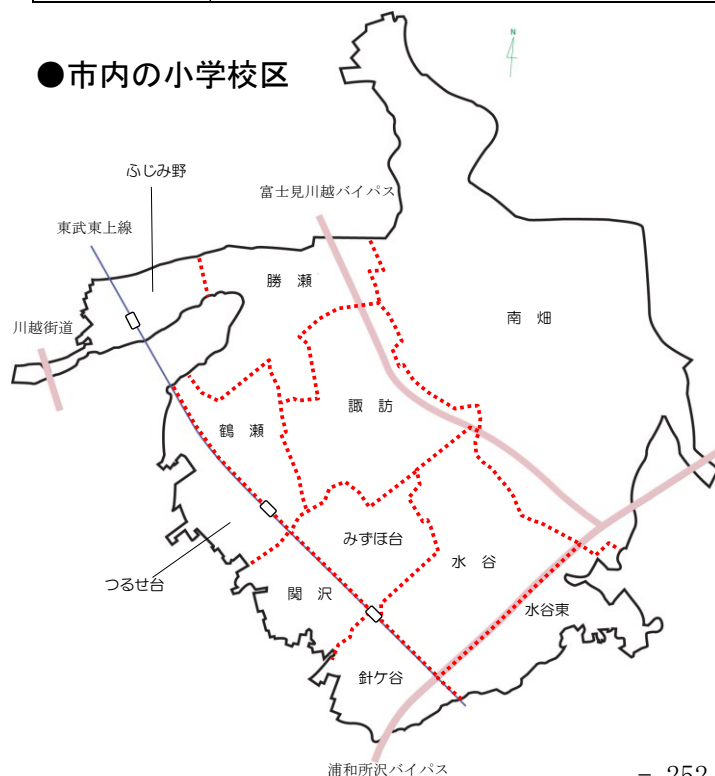 ●市内の小学校区
N
ふじみ野
富士見川越バイパス
東武東上線
勝瀬
南畑
川越街道
諏訪
鶴瀬
みずほ台
水谷
つるせ台
関沢
水谷東
針ケ谷
浦和所沢バイパス
－ 252